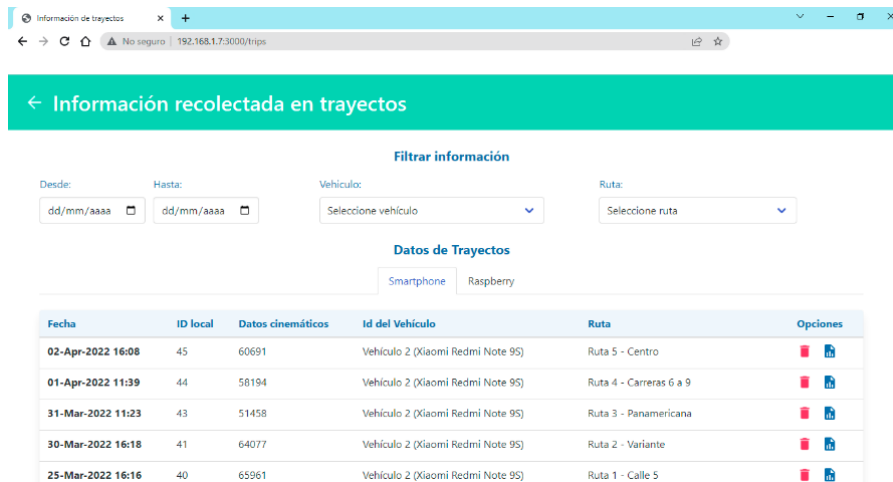 Información de trayectos
No seguro 192.168.1.7:3000/trips
Información recolectada en trayectos
Filtrar información
Desde: Hasta: Vehiculo: Ruta:
dd/mm/aaaa dd/mm/aaaa Seleccione vehículo Seleccione ruta
Datos de Trayectos
Smartphone Raspberry
Fecha ID local Datos cinemáticos Id del Vehículo Ruta Opciones
02-Apr-2022 16:08 45 60691 Vehículo 2 (Xiaomi Redmi Note 9S) Ruta 5 - Centro
01-Apr-2022 11:39 44 58194 Vehículo 2 (Xiaomi Redmi Note 9S) Ruta 4 - Carreras 6 a 9
31-Mar-2022 11:23 43 51458 Vehículo 2 (Xiaomi Redmi Note 9S) Ruta 3 - Panamericana
30-Mar-2022 16:18 41 64077 Vehículo 2 (Xiaomi Redmi Note 9S) Ruta 2 - Variante
25-Mar-2022 16:16 40 65961 Vehículo 2 (Xiaomi Redmi Note 9S) Ruta 1 - Calle 5